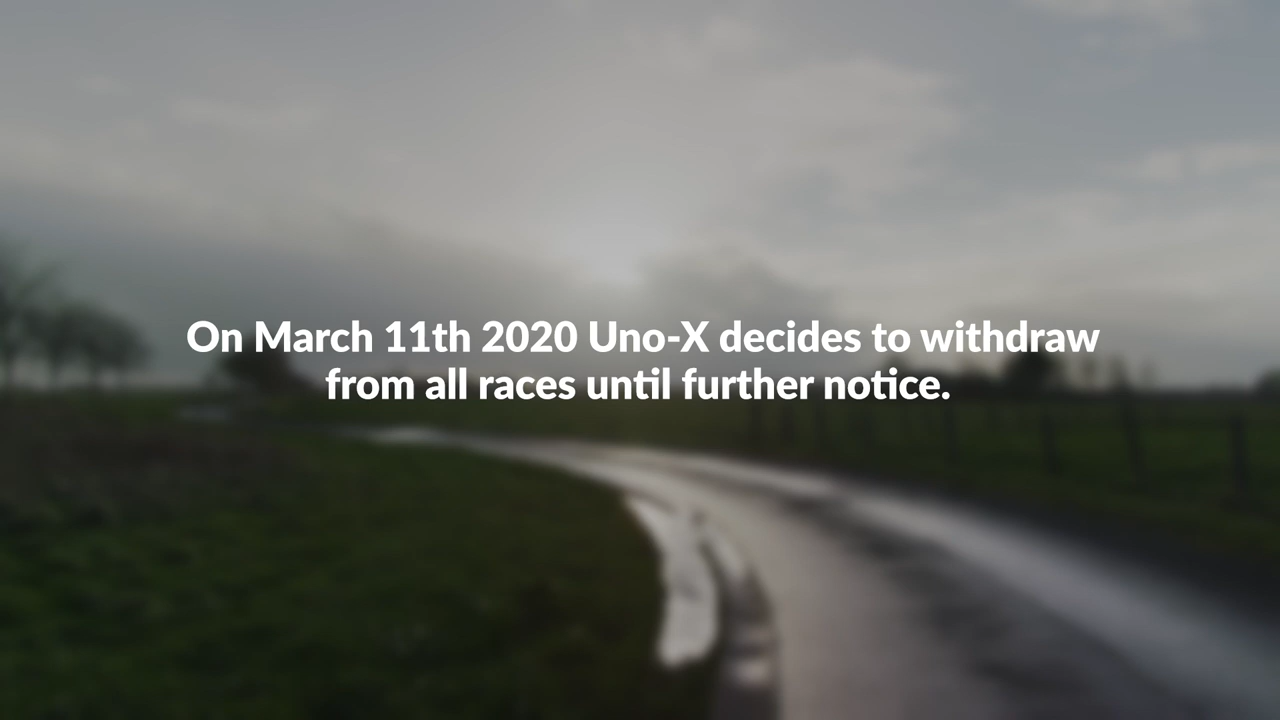 On March 11th 2020 Uno-X decides to withdraw
from all races until further notice.